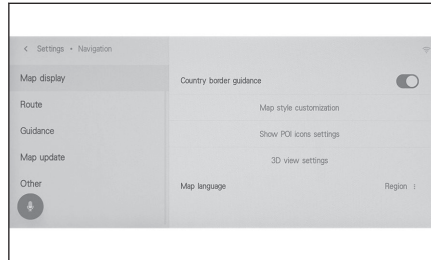 < Settings • Navigation
Map display
Route
Guidance
Map update
Other
Country border guidance
Map style customization
Show POI icons settings
3D view settings
Map language
Region